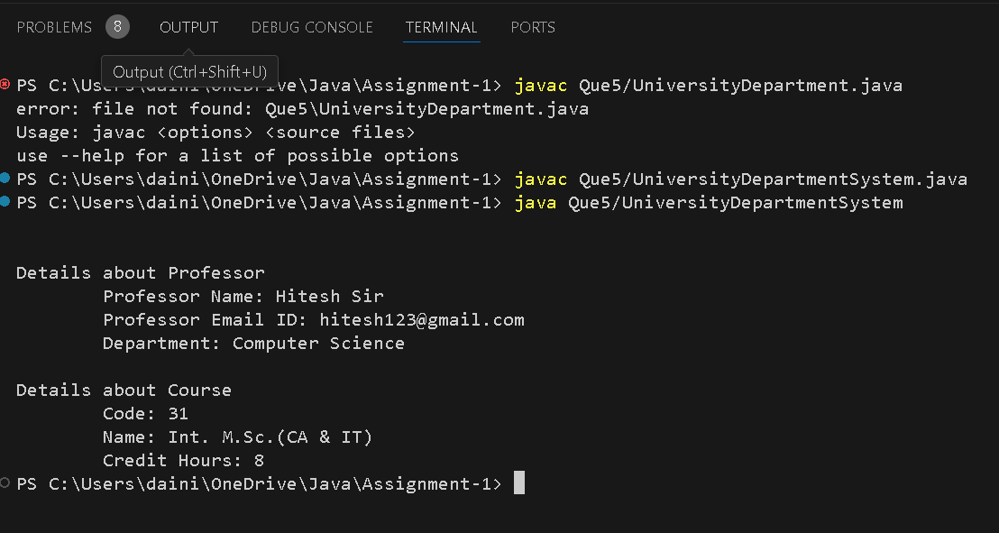 PROBLEMS 8 OUTPUT DEBUG CONSOLE TERMINAL PORTS
Output (Ctrl+Shift+U)
PS C:\Users\daini\OneDrive\Java\Assignment-1> javac Que5/UniversityDepartment.java
error: file not found: Que5\UniversityDepartment.java
Usage: javac <options> <source files>
use --help for a list of possible options
PS C:\Users\daini\OneDrive\Java\Assignment-1> javac Que5/UniversityDepartmentSystem.java
PS C:\Users\daini\OneDrive\Java\Assignment-1> java Que5/UniversityDepartmentSystem
Details about Professor
Professor Name: Hitesh Sir
Professor Email ID: hitesh123@gmail.com
Department: Computer Science
Details about Course
Code: 31
Name: Int. M.Sc.(CA & IT)
Credit Hours: 8
PS C:\Users\daini\OneDrive\Java\Assignment-1>